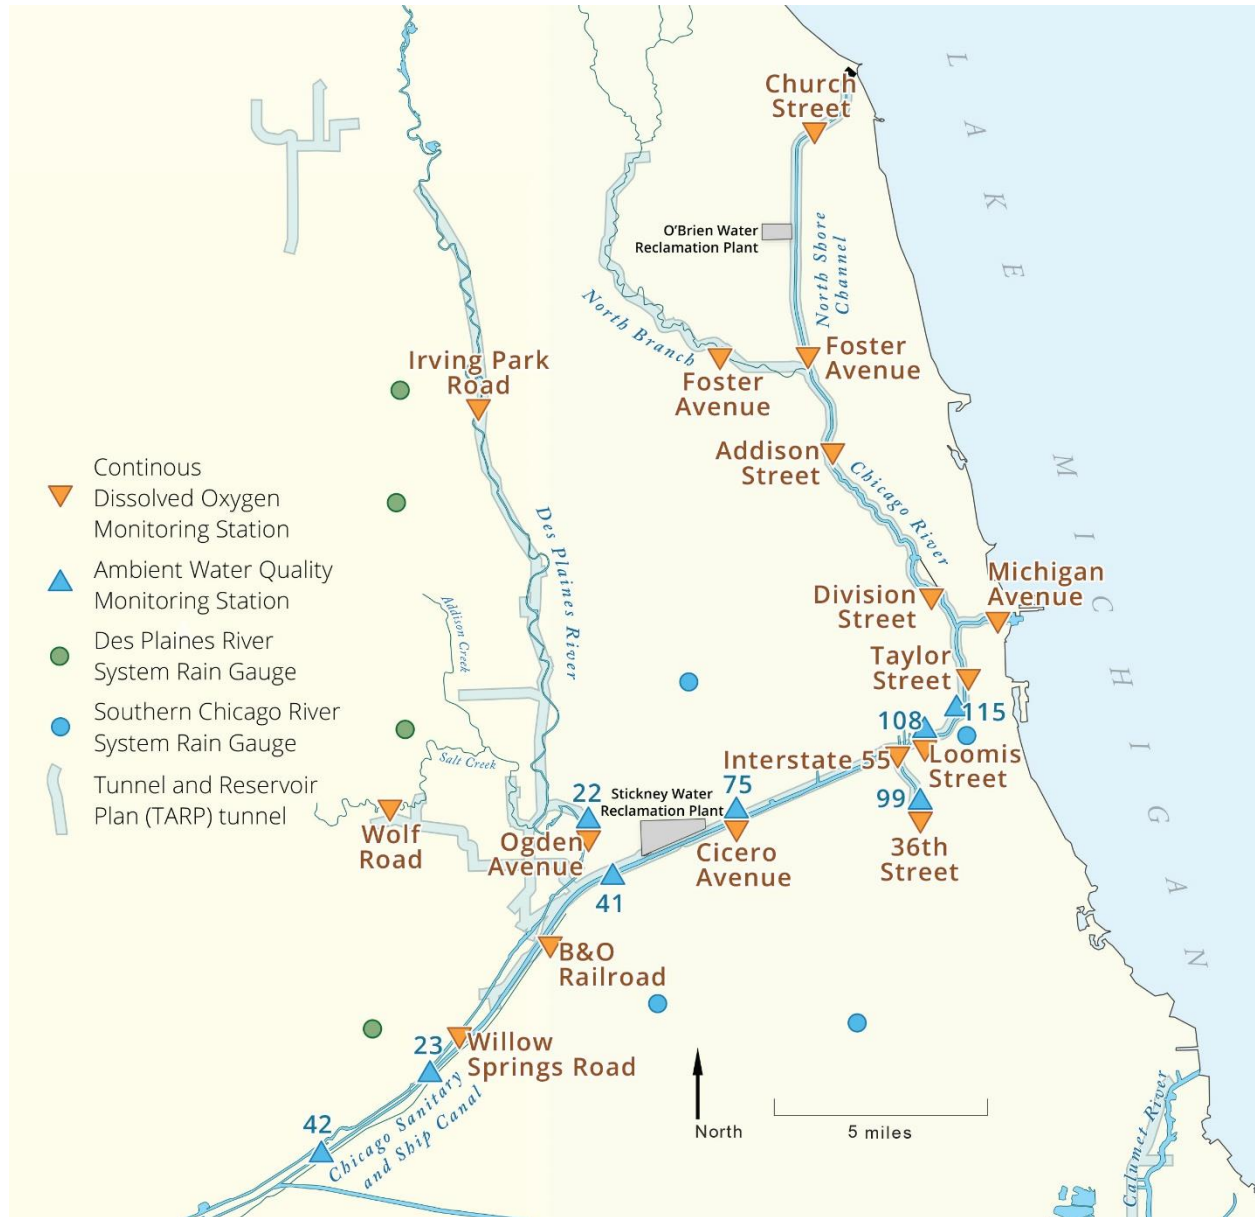 Church
Street
O'Brien Water
Reclamation Plant
North Shore
Channel
North Branch
Foster
Avenue
Foster
Avenue
Irving Park
Road
Addison
Street
Chicago River
LAKE MICHIGAN
Continous
Dissolved Oxygen
Monitoring Station
Ambient Water Quality
Monitoring Station
Des Plaines River
System Rain Gauge
Southern Chicago River
System Rain Gauge
Tunnel and Reservoir
Plan (TARP) tunnel
Des Plaines River
Addison Creek
Salt Creek
Division
Street
Michigan
Avenue
Taylor
Street
115
108
Loomis
Street
Interstate 55
99
36th
Street
75
Stickney Water
Reclamation Plant
Cicero
Avenue
22
Ogden
Avenue
Wolf
Road
41
B&O
Railroad
Willow
Springs Road
23
42
Chicago Sanitary
and Ship Canal
North
5 miles
Calumet River